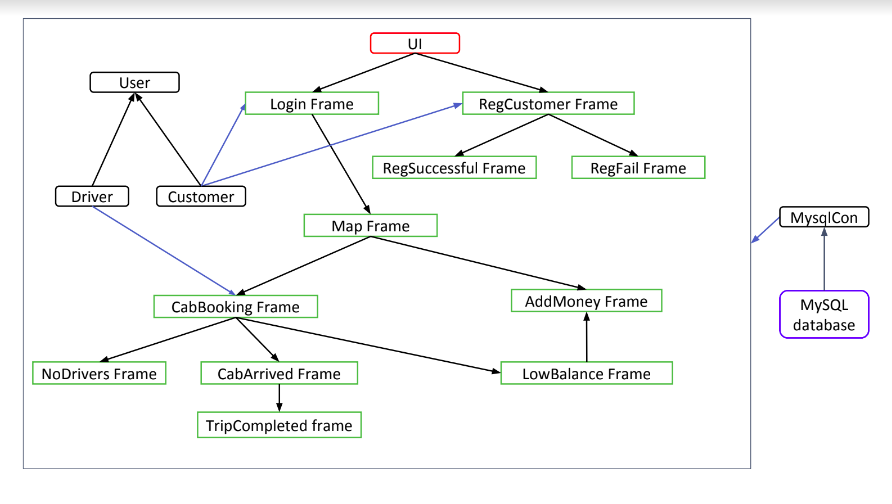 UI
User
Login Frame
RegCustomer Frame
RegSuccessful Frame
RegFail Frame
Driver
Customer
Map Frame
MysqlCon
CabBooking Frame
AddMoney Frame
MySQL
database
NoDrivers Frame
CabArrived Frame
LowBalance Frame
TripCompleted frame